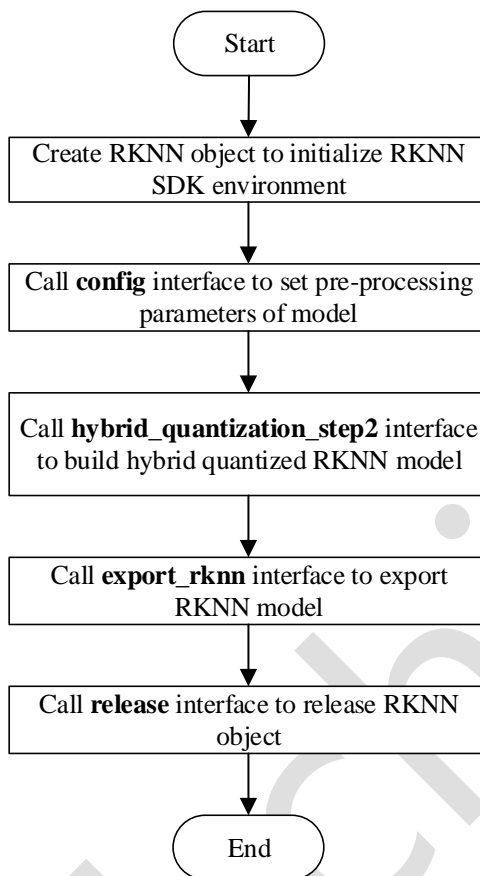 Start
Create RKNN object to initialize RKNN
SDK environment
Call config interface to set pre-processing
parameters of model
Call hybrid_quantization_step2 interface
to build hybrid quantized RKNN model
Call export_rknn interface to export
RKNN model
Call release interface to release RKNN
object
End